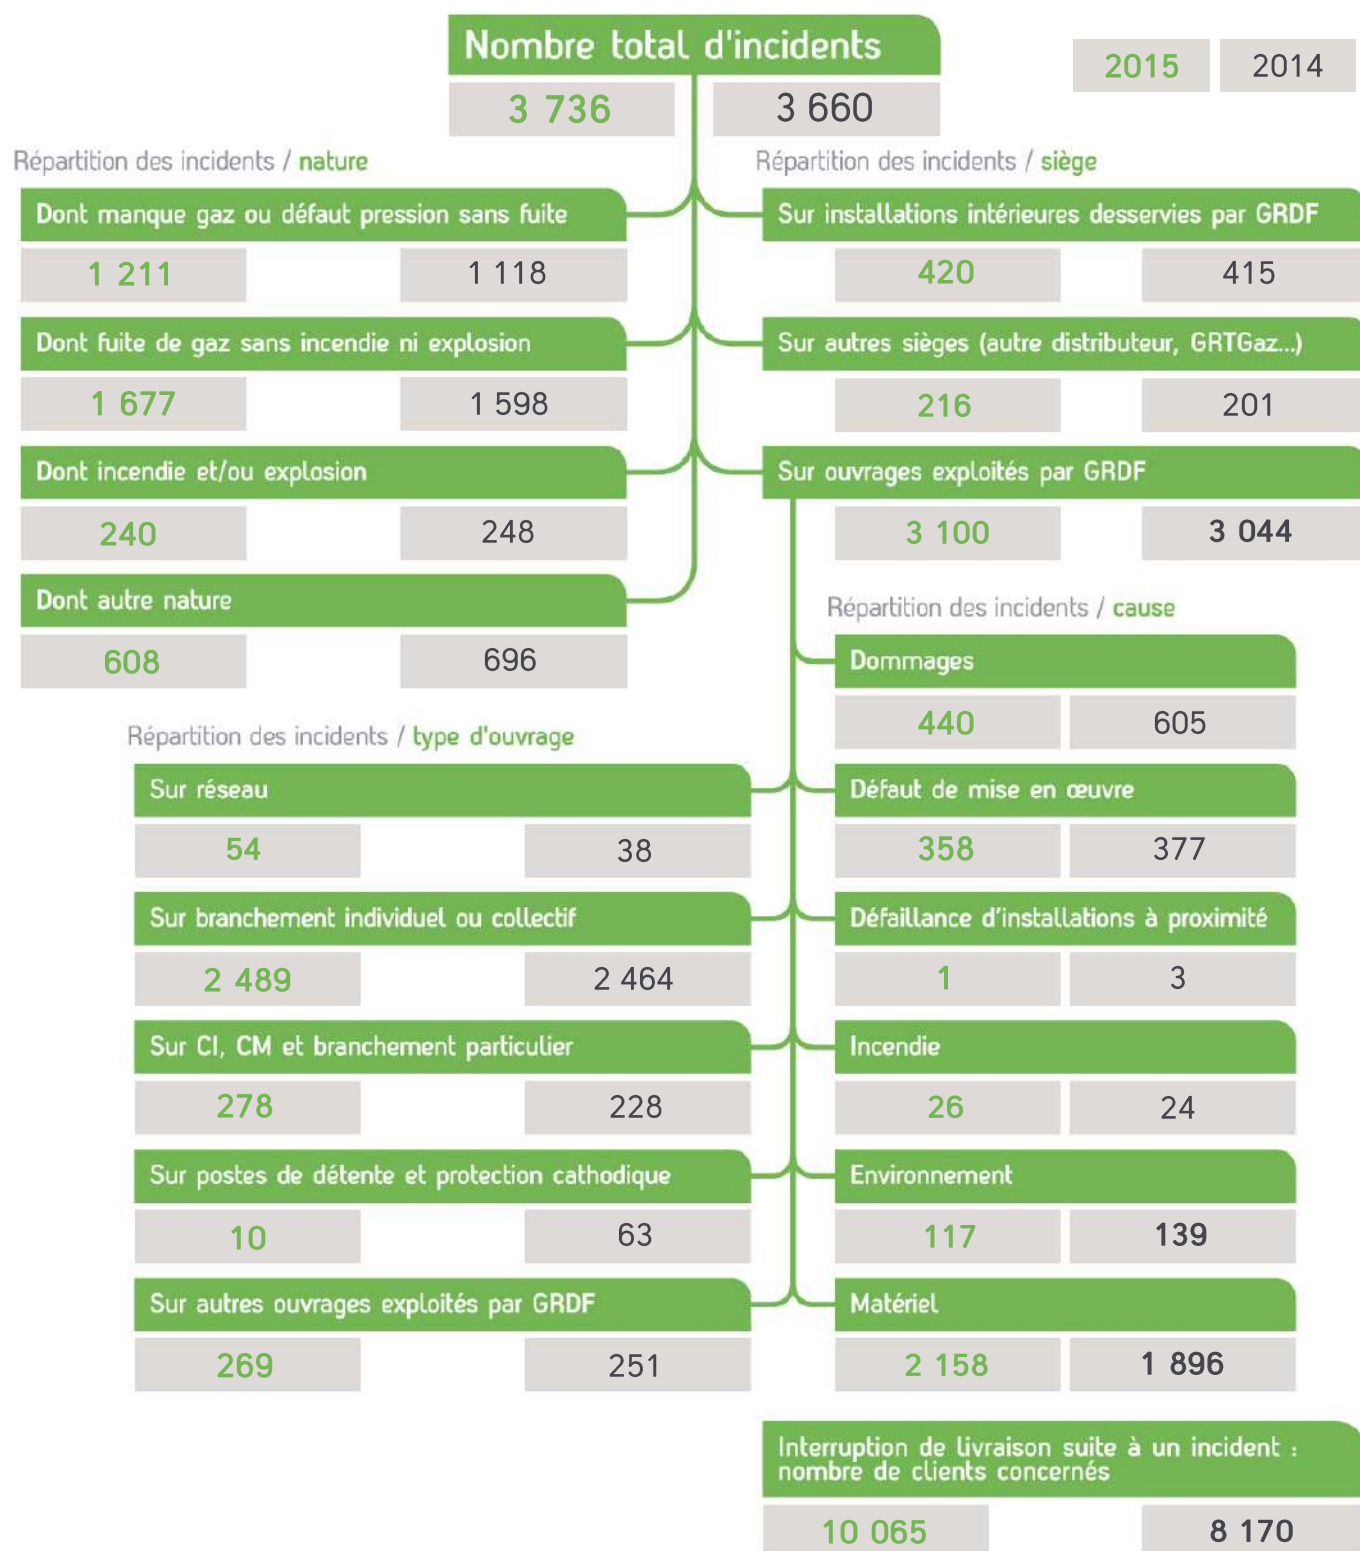 Nombre total d'incidents
3 736 3 660
2015 2014
Répartition des incidents / nature
Dont manque gaz ou défaut pression sans fuite
1 211 1 118
Dont fuite de gaz sans incendie ni explosion
1 677 1 598
Dont incendie et/ou explosion
240 248
Dont autre nature
608 696
Répartition des incidents / siège
Sur installations intérieures desservies par GRDF
420 415
Sur autres sièges (autre distributeur, GRTGaz...)
216 201
Sur ouvrages exploités par GRDF
3 100 3 044
Répartition des incidents / type d'ouvrage
Sur réseau
54 38
Sur branchement individuel ou collectif
2 489 2 464
Sur CI, CM et branchement particulier
278 228
Sur postes de détente et protection cathodique
10 63
Sur autres ouvrages exploités par GRDF
269 251
Répartition des incidents / cause
Dommages
440 605
Défaut de mise en œuvre
358 377
Défaillance d'installations à proximité
1 3
Incendie
26 24
Environnement
117 139
Matériel
2 158 1 896
Interruption de livraison suite à un incident :
nombre de clients concernés
10 065 8 170